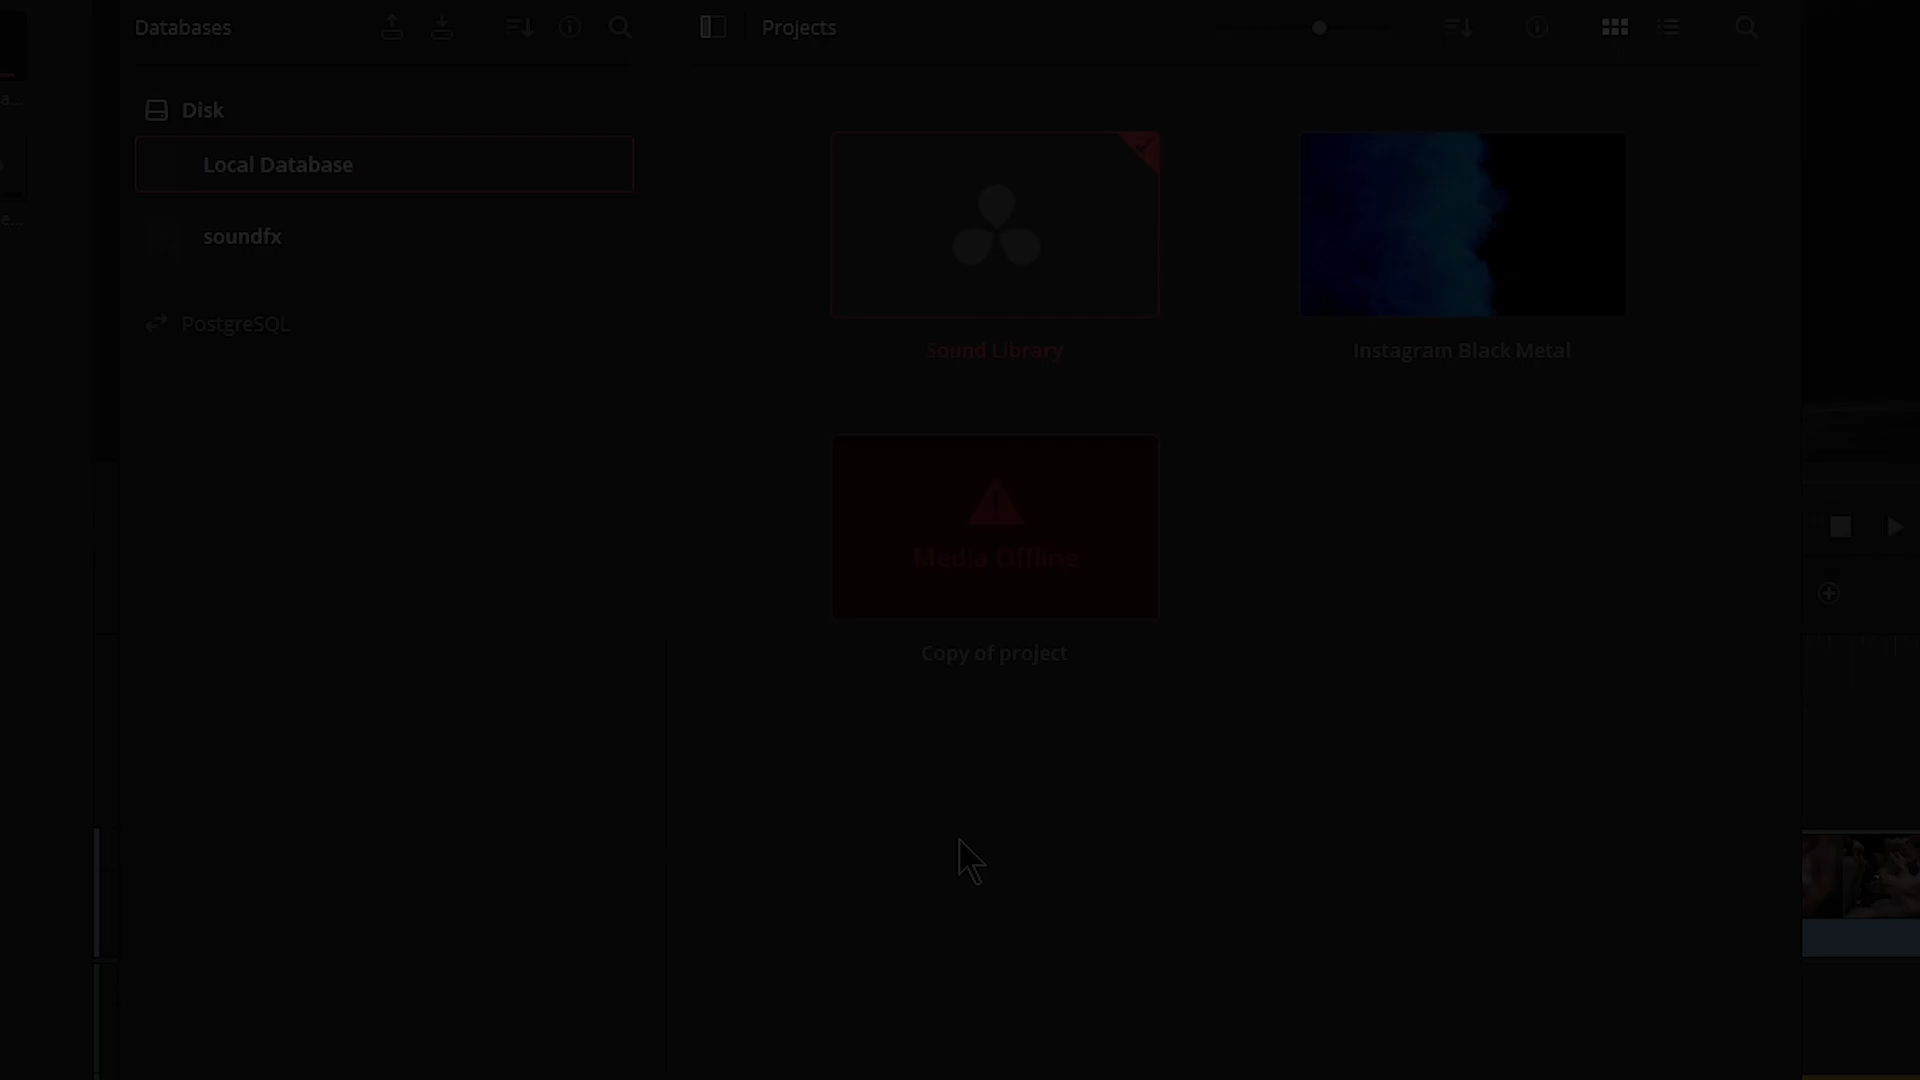 Databases
Projects
Disk
Local Database
soundfx
PostgreSQL
Sound Library
Instagram Black Metal
Media Offline
Copy of project
a...
e...